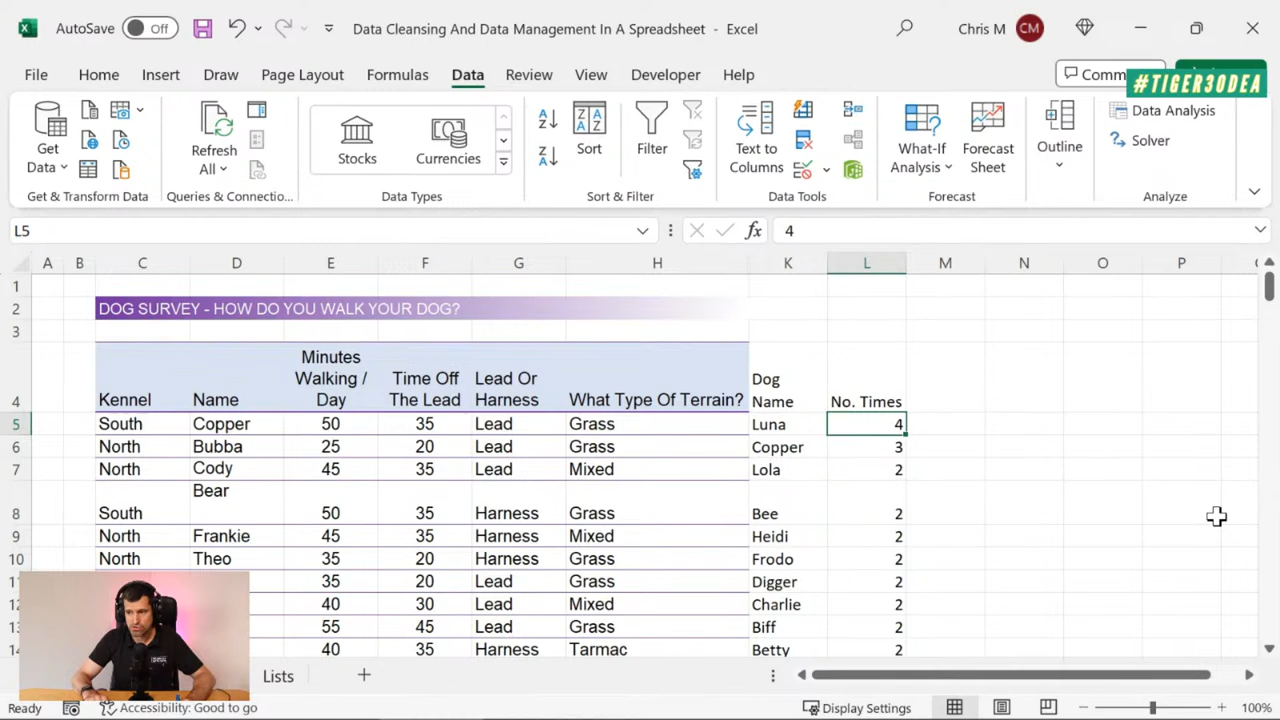 AutoSave Off Data Cleansing And Data Management In A Spreadsheet - Excel Chris M CM
File Home Insert Draw Page Layout Formulas Data Review View Developer Help Comm
#TIGER30DEA
Get Data Refresh All Stocks Currencies Sort Filter Text to Columns What-If Analysis Forecast Sheet Outline Data Analysis
Solver
Get & Transform Data Queries & Connectio... Data Types Sort & Filter Data Tools Forecast Analyze
L5 fx 4
A B C D E F G H K L M N O P
1
2 DOG SURVEY - HOW DO YOU WALK YOUR DOG?
3
4 Kennel Name Minutes Walking / Day Time Off The Lead Lead Or Harness What Type Of Terrain? Dog Name No. Times
5 South Copper 50 35 Lead Grass Luna 4
6 North Bubba 25 20 Lead Grass Copper 3
7 North Cody 45 35 Lead Mixed Lola 2
8 South Bear 50 35 Harness Grass Bee 2
9 North Frankie 45 35 Harness Mixed Heidi 2
10 North Theo 35 20 Harness Grass Frodo 2
11 35 20 Lead Grass Digger 2
12 40 30 Lead Mixed Charlie 2
13 55 45 Lead Grass Biff 2
14 40 35 Harness Tarmac Betty 2
Lists
Ready Accessibility: Good to go Display Settings 100%